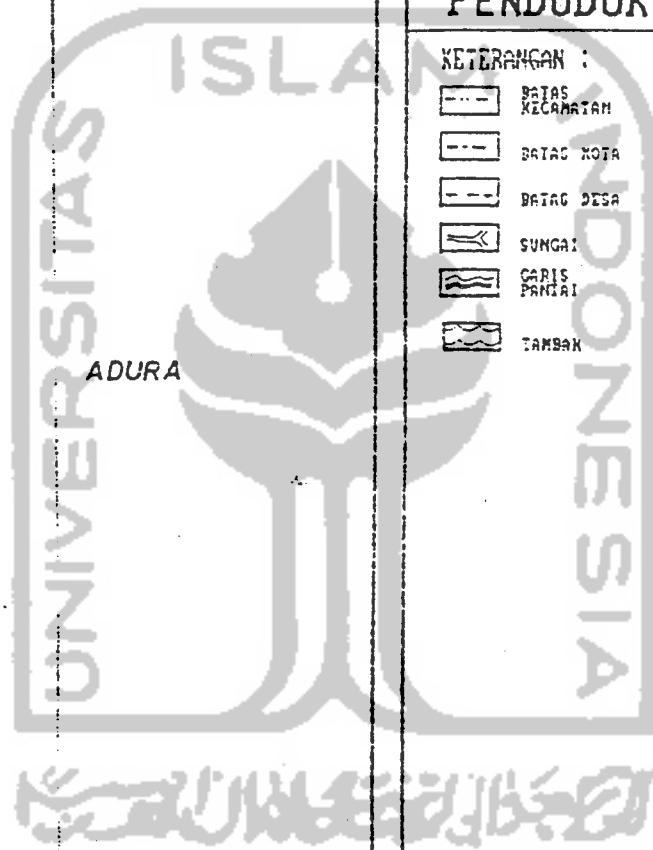 PENDUDUK
KETERANGAN :
BATAS
KECAMATAN
BATAS KOTA
BATAS DESA
SUNGAI
GARIS
PANTAI
TAMBAK
ADURA
ISLAM
UNIVERSITAS
INDONESIA